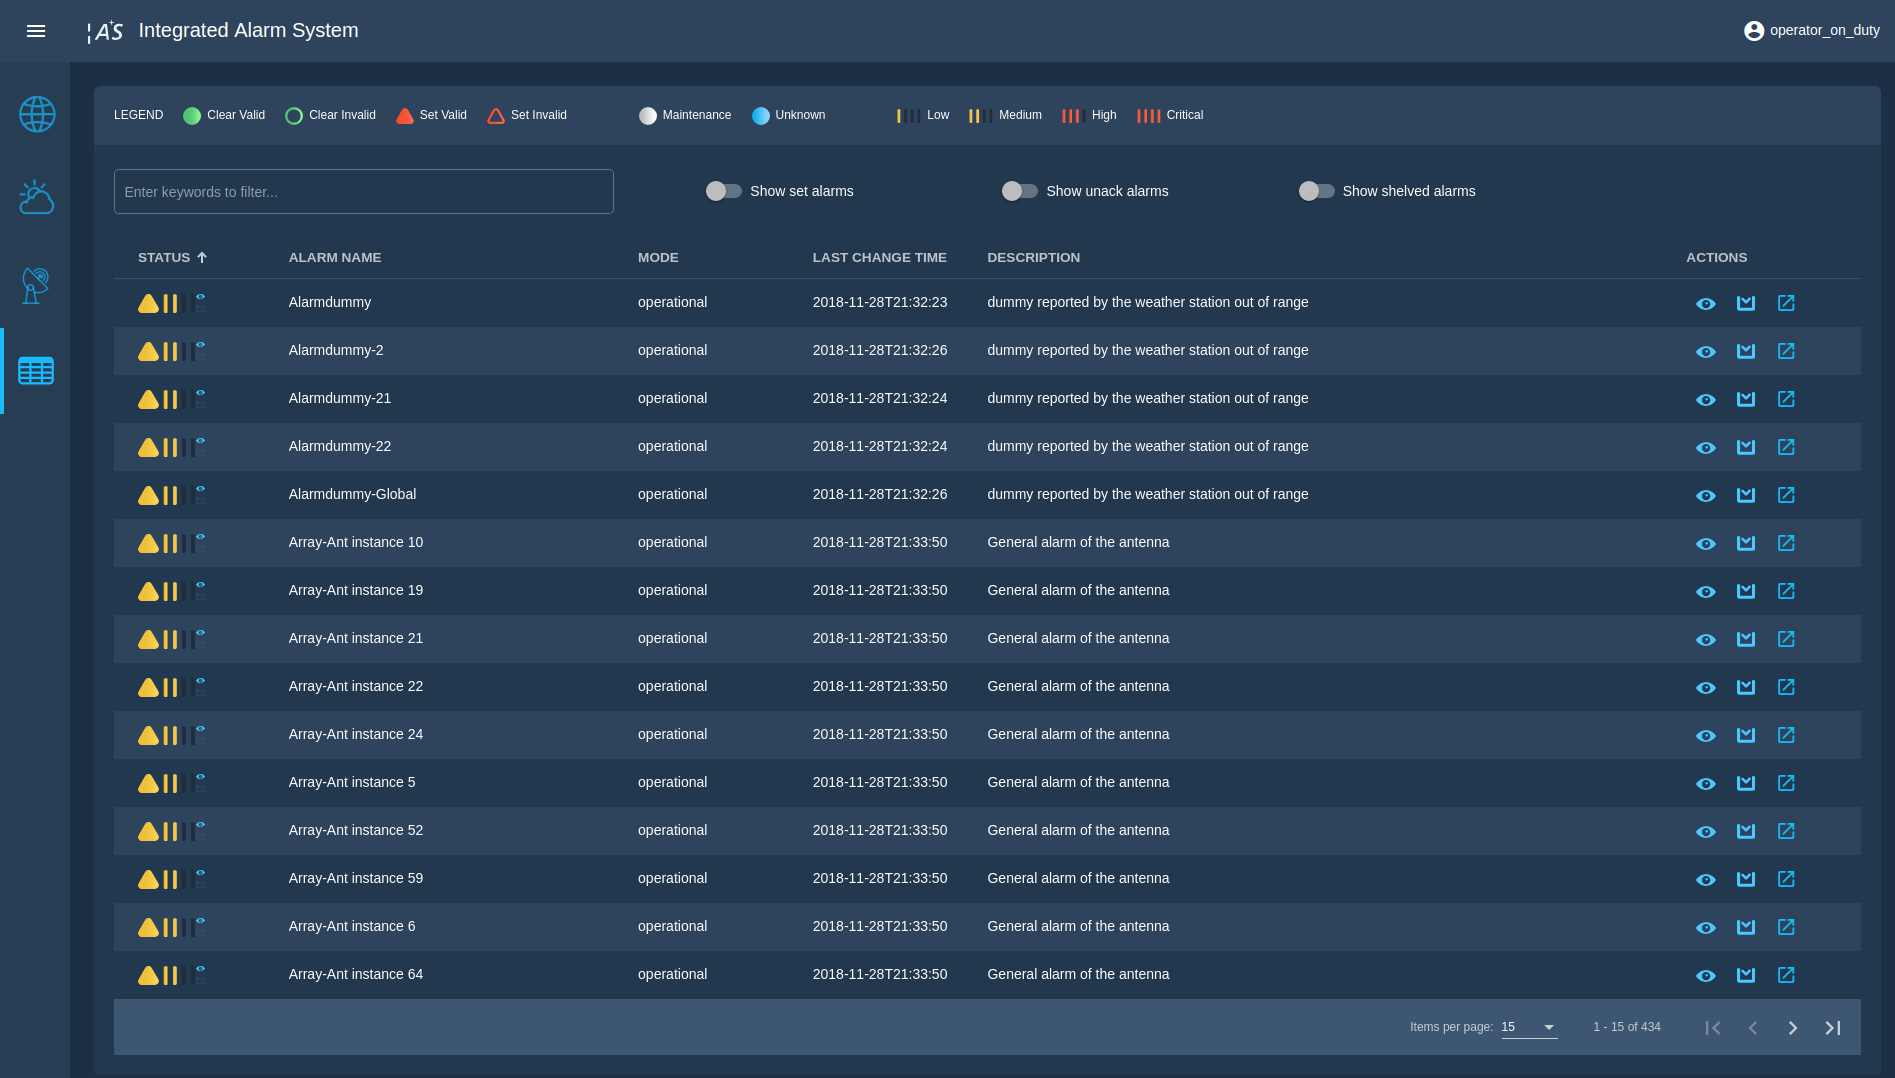 IAS Integrated Alarm System operator_on_duty
LEGEND Clear Valid Clear Invalid Set Valid Set Invalid Maintenance Unknown Low Medium High Critical
Enter keywords to filter... Show set alarms Show unack alarms Show shelved alarms
STATUS ALARM NAME MODE LAST CHANGE TIME DESCRIPTION ACTIONS
Alarmdummy operational 2018-11-28T21:32:23 dummy reported by the weather station out of range
Alarmdummy-2 operational 2018-11-28T21:32:26 dummy reported by the weather station out of range
Alarmdummy-21 operational 2018-11-28T21:32:24 dummy reported by the weather station out of range
Alarmdummy-22 operational 2018-11-28T21:32:24 dummy reported by the weather station out of range
Alarmdummy-Global operational 2018-11-28T21:32:26 dummy reported by the weather station out of range
Array-Ant instance 10 operational 2018-11-28T21:33:50 General alarm of the antenna
Array-Ant instance 19 operational 2018-11-28T21:33:50 General alarm of the antenna
Array-Ant instance 21 operational 2018-11-28T21:33:50 General alarm of the antenna
Array-Ant instance 22 operational 2018-11-28T21:33:50 General alarm of the antenna
Array-Ant instance 24 operational 2018-11-28T21:33:50 General alarm of the antenna
Array-Ant instance 5 operational 2018-11-28T21:33:50 General alarm of the antenna
Array-Ant instance 52 operational 2018-11-28T21:33:50 General alarm of the antenna
Array-Ant instance 59 operational 2018-11-28T21:33:50 General alarm of the antenna
Array-Ant instance 6 operational 2018-11-28T21:33:50 General alarm of the antenna
Array-Ant instance 64 operational 2018-11-28T21:33:50 General alarm of the antenna
Items per page: 15 1 - 15 of 434